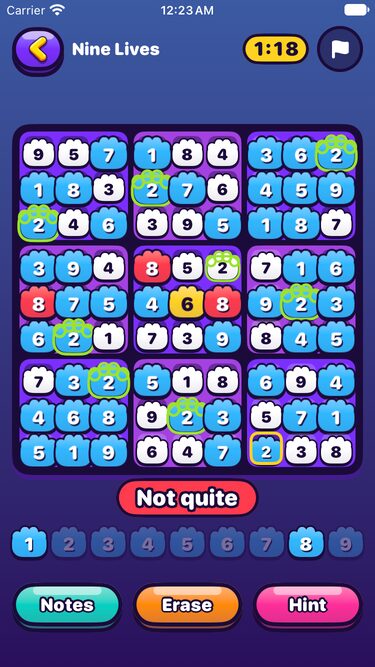 Carrier 12:23 AM
Nine Lives 1:18
9 5 7 1 8 4 3 6 2
1 8 3 2 7 6 4 5 9
2 4 6 3 9 5 1 8 7
3 9 4 8 5 2 7 1 6
8 7 5 4 6 8 9 2 3
6 2 1 7 3 9 8 4 5
7 3 2 5 1 8 6 9 4
4 6 8 9 2 3 5 7 1
5 1 9 6 4 7 2 3 8
Not quite
1 2 3 4 5 6 7 8 9
Notes Erase Hint